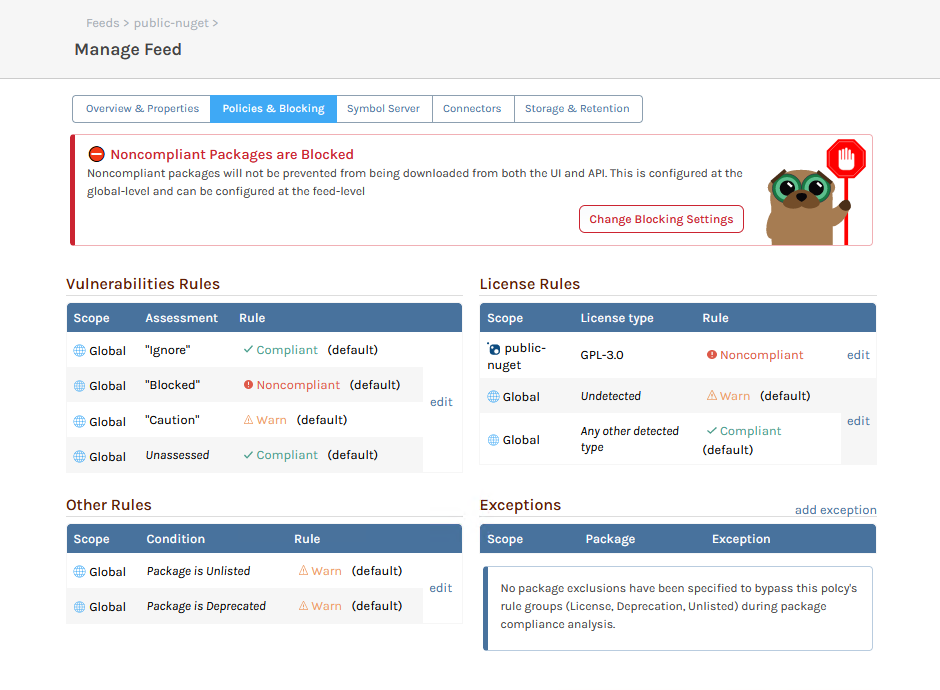 Feeds > public-nuget >
Manage Feed
Overview & Properties
Policies & Blocking
Symbol Server
Connectors
Storage & Retention
Noncompliant Packages are Blocked
Noncompliant packages will not be prevented from being downloaded from both the UI and API. This is configured at the
global-level and can be configured at the feed-level
Change Blocking Settings
Vulnerabilities Rules
Scope Assessment Rule
Global "Ignore" Compliant (default)
Global "Blocked" Noncompliant (default)
edit
Global "Caution" Warn (default)
Global Unassessed Compliant (default)
License Rules
Scope License type Rule
public-
nuget GPL-3.0 Noncompliant edit
Global Undetected Warn (default)
edit
Global Any other detected
type Compliant
(default)
Other Rules
Scope Condition Rule
Global Package is Unlisted Warn (default)
edit
Global Package is Deprecated Warn (default)
Exceptions
add exception
Scope Package Exception
No package exclusions have been specified to bypass this polcy's
rule groups (License, Deprecation, Unlisted) during package
compliance analysis.